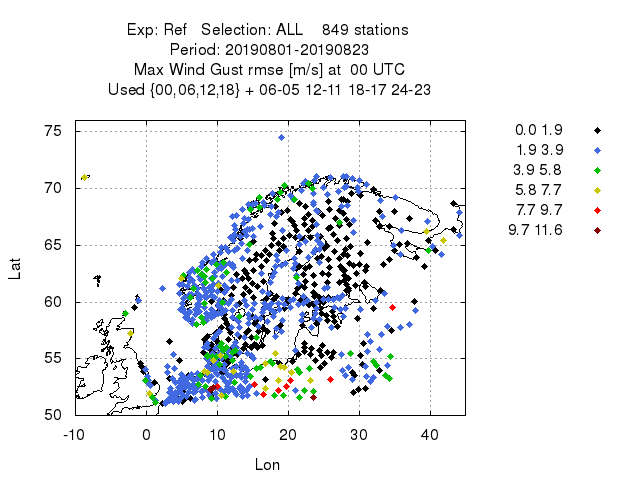 Exp: Ref Selection: ALL 849 stations
Period: 20190801-20190823
Max Wind Gust rmse [m/s] at 00 UTC
Used {00,06,12,18} + 06-05 12-11 18-17 24-23
0.0 1.9
1.9 3.9
3.9 5.8
5.8 7.7
7.7 9.7
9.7 11.6
75
70
65
60
55
50
Lat
-10 0 10 20 30 40
Lon